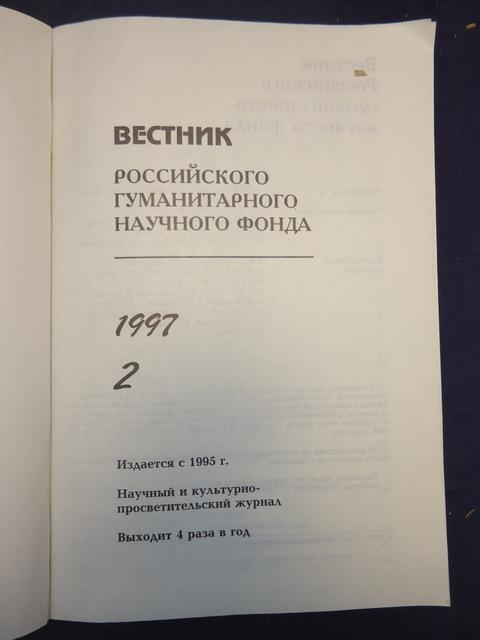 ВЕСТНИК
РОССИЙСКОГО
ГУМАНИТАРНОГО
НАУЧНОГО ФОНДА
1997
2
Издается с 1995 г.
Научный и культурно-
просветительский журнал
Выходит 4 раза в год